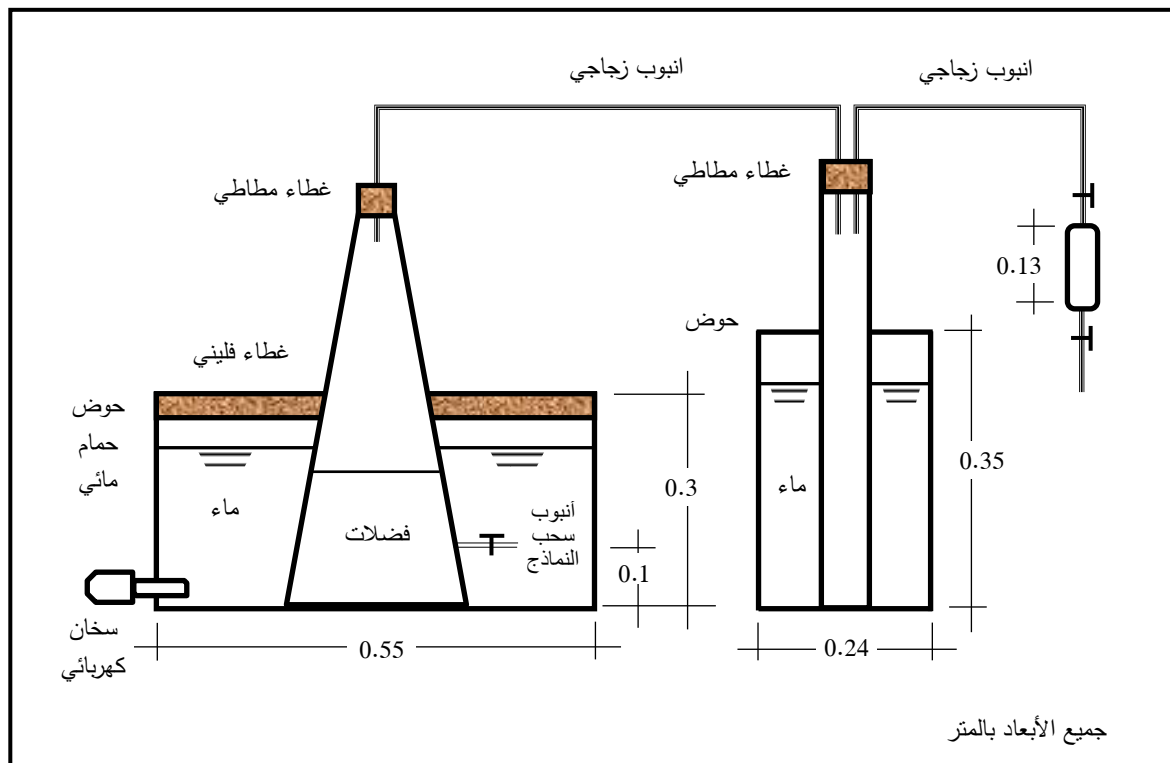 انبوب زجاجي
انبوب زجاجي
غطاء مطاطي
غطاء مطاطي
0.13
حوض
غطاء فليني
حوض
حمام
مائي
ماء
فضلات
أنبوب
سحب
النماذج
0.3
0.1
ماء
0.35
سخان
كهربائي
0.55
0.24
جميع الأبعاد بالمتر